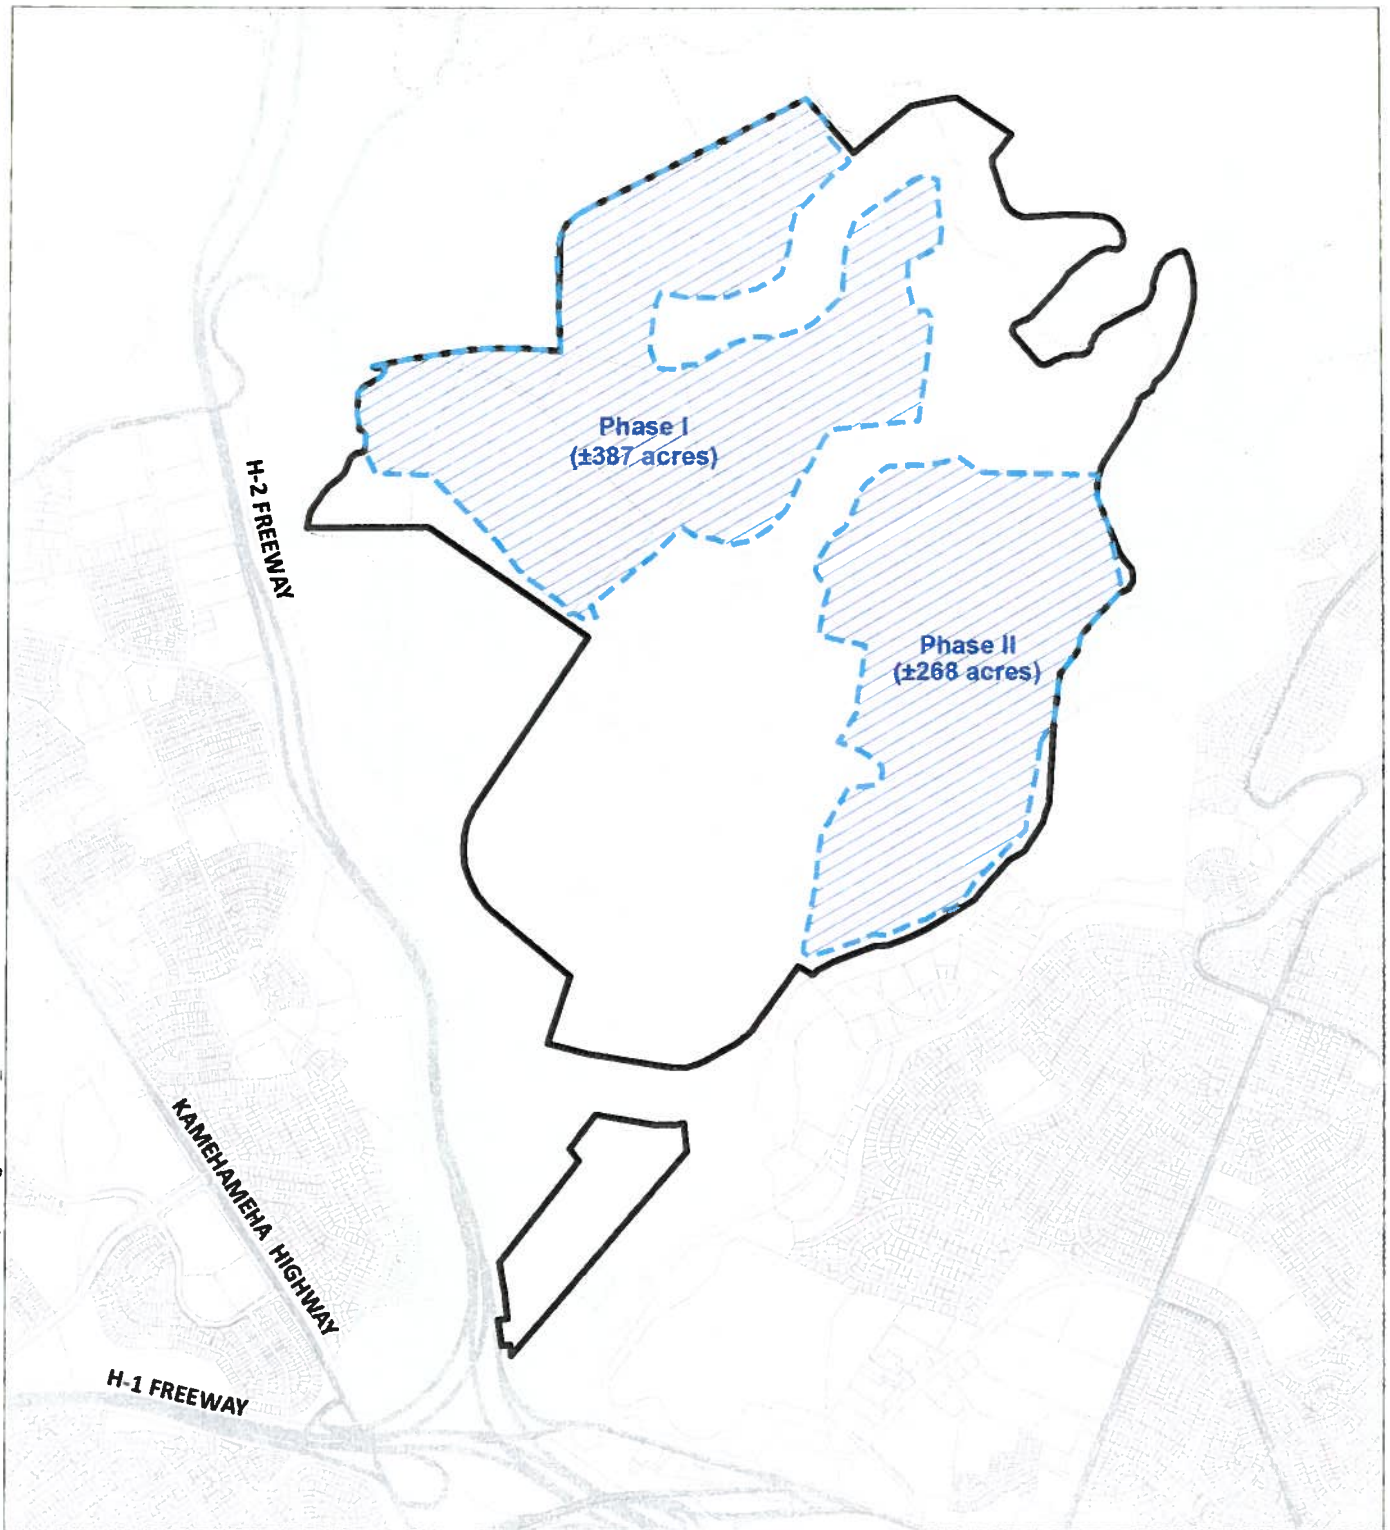 Phase I
(±387 acres)
H-2 FREEWAY
Phase II
(±268 acres)
KAMEHAMEHA HIGHWAY
H-1 FREEWAY